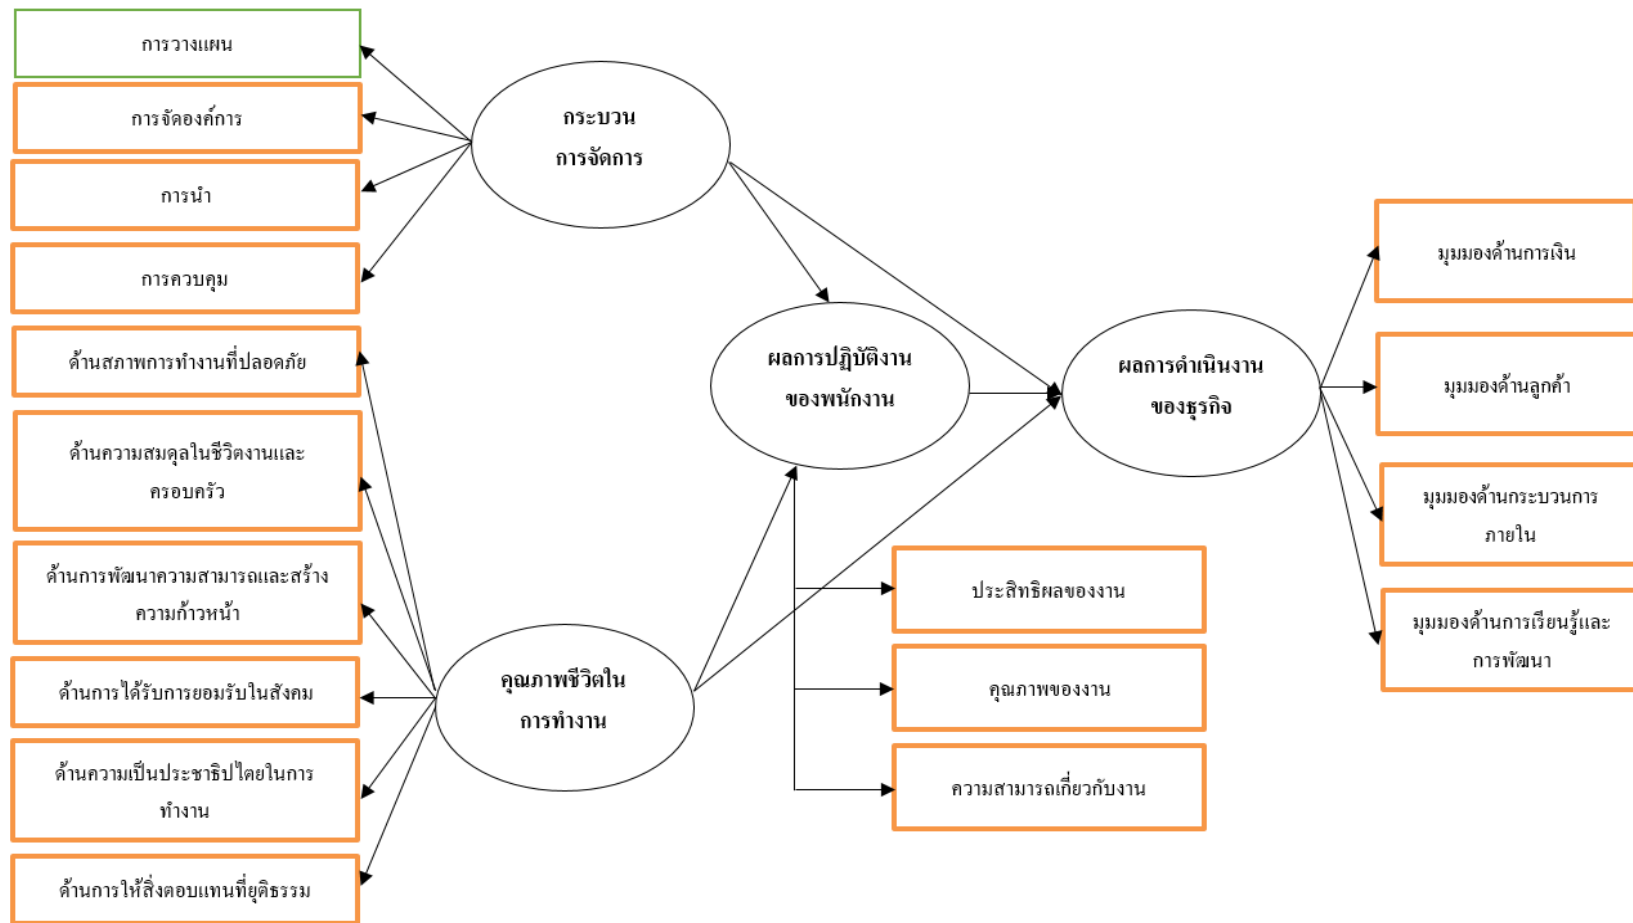 การวางแผน
การจัดองค์การ
การนำ
การควบคุม
ด้านสภาพการทำงานที่ปลอดภัย
ด้านความสมดุลในชีวิตงานและ
ครอบครัว
ด้านการพัฒนาความสามารถและสร้าง
ความก้าวหน้า
ด้านการได้รับการยอมรับในสังคม
ด้านความเป็นประชาธิปไตยในการ
ทำงาน
ด้านการให้สิ่งตอบแทนที่ยุติธรรม
กระบวน
การจัดการ
คุณภาพชีวิตใน
การทำงาน
ผลการปฏิบัติงาน
ของพนักงาน
ประสิทธิผลของงาน
คุณภาพของงาน
ความสามารถเกี่ยวกับงาน
ผลการดำเนินงาน
ของธุรกิจ
มุมมองด้านการเงิน
มุมมองด้านลูกค้า
มุมมองด้านกระบวนการ
ภายใน
มุมมองด้านการเรียนรู้และ
การพัฒนา